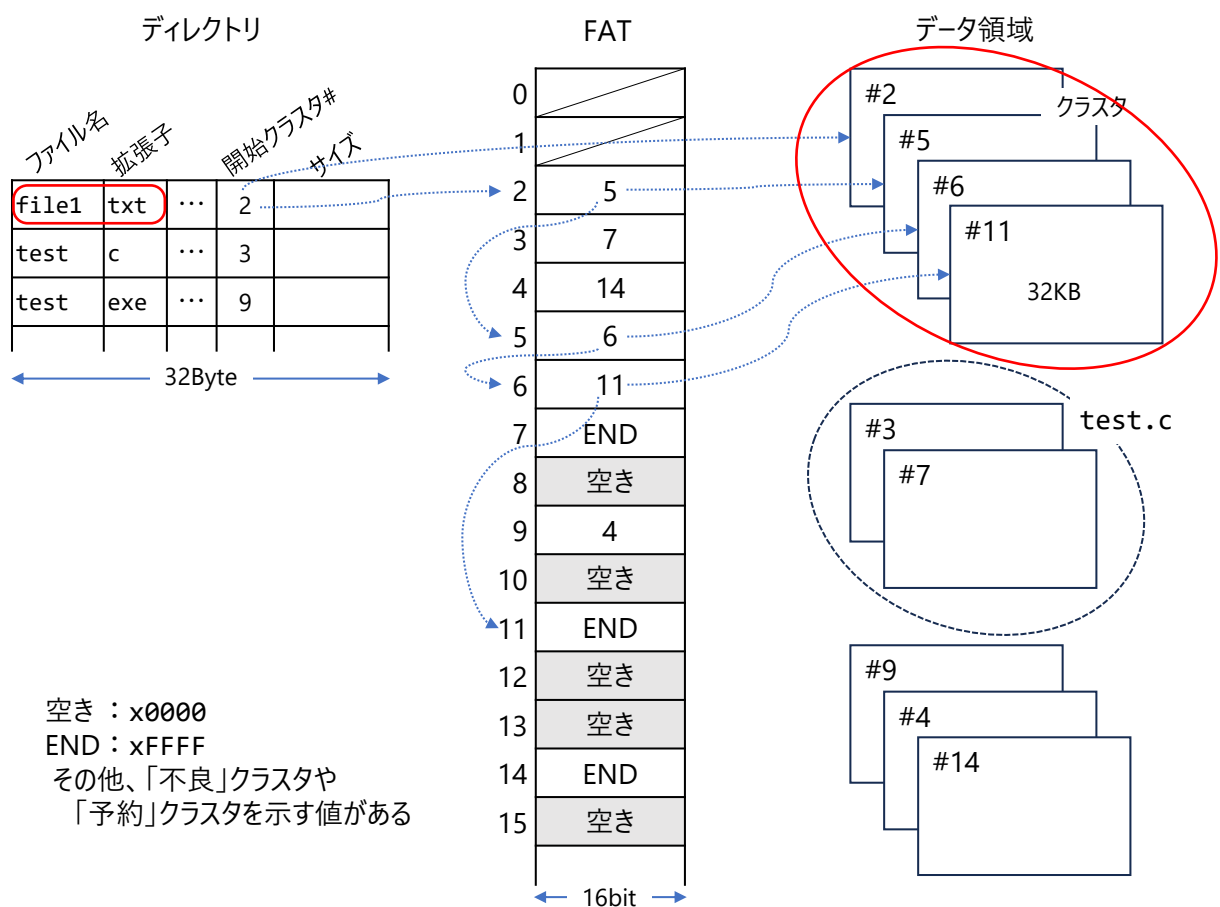 ディレクトリ
FAT
データ領域
ファイル名 拡張子 開始クラスタ# サイズ
file1 txt … 2
test c … 3
test exe … 9
32Byte
0
1
2 5
3 7
4 14
5 6
6 11
7 END
8 空き
9 4
10 空き
11 END
12 空き
13 空き
14 END
15 空き
16bit
#2
クラスタ
#5
#6
#11
32KB
test.c
#3
#7
#9
#4
#14
空き：x0000
END：xFFFF
その他、「不良」クラスタや
「予約」クラスタを示す値がある